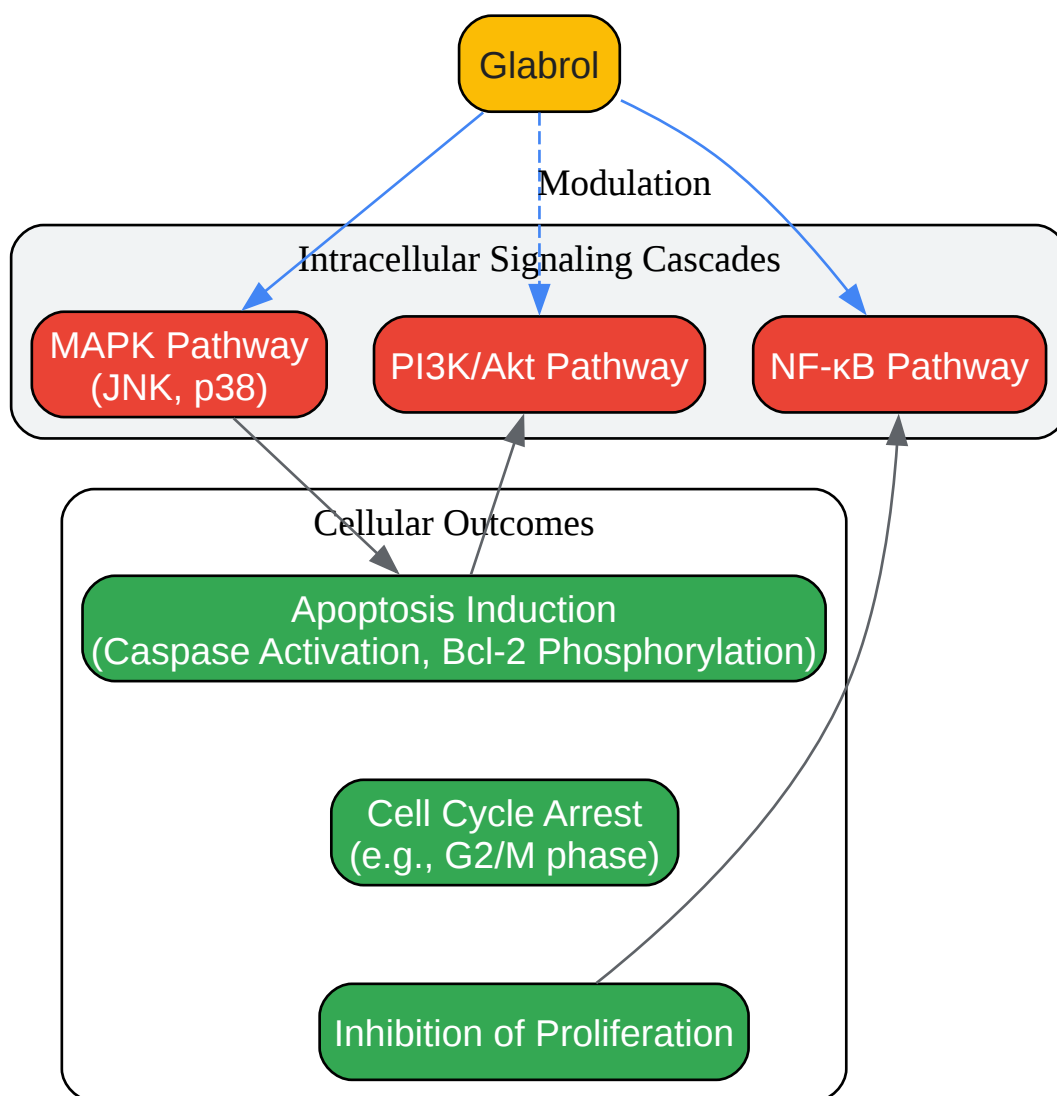 Glabrol
Modulation
Intracellular Signaling Cascades
MAPK Pathway
(JNK, p38)
PI3K/Akt Pathway
NF-κB Pathway
Cellular Outcomes
Apoptosis Induction
(Caspase Activation, Bcl-2 Phosphorylation)
Cell Cycle Arrest
(e.g., G2/M phase)
Inhibition of Proliferation